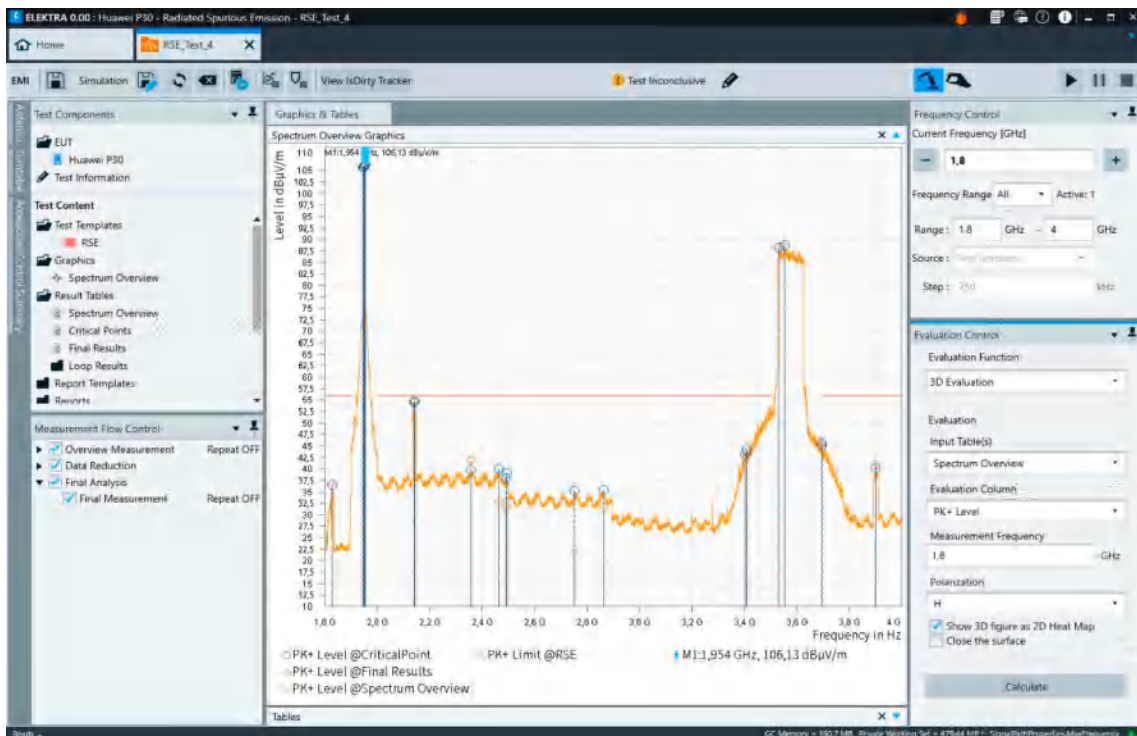 ELEKTRA 0.00 : Huawei P30 - Radiated Spurious Emission - RSE_Test_4
Home
RSE_Test_4
EMI
Simulation
View IsDirty Tracker
Test Inconclusive
Test Components
EUT
Huawei P30
Test Information
Test Content
Test Templates
RSE
Graphics
Spectrum Overview
Result Tables
Spectrum Overview
Critical Points
Final Results
Loop Results
Report Templates
Reports
Measurement Flow Control
Overview Measurement Repeat OFF
Data Reduction
Final Analysis
Final Measurement Repeat OFF
Graphics & Tables
Spectrum Overview Graphics
Level in dBµV/m
110
105
102,5
100
97,5
95
92,5
90
87,5
85
82,5
80
77,5
75
72,5
70
67,5
65
62,5
60
57,5
55
52,5
50
47,5
45
42,5
40
37,5
35
32,5
30
27,5
25
22,5
20
17,5
15
12,5
10
M1:1,954 Hz, 106,13 dBµV/m
1,8 G 2,0 G 2,2 G 2,4 G 2,6 G 2,8 G 3,0 G 3,2 G 3,4 G 3,6 G 3,8 G 4,0
Frequency in Hz
PK+ Level @CriticalPoint PK+ Limit @RSE M1:1,954 GHz, 106,13 dBµV/m
PK+ Level @Final Results
PK+ Level @Spectrum Overview
Tables
Frequency Control
Current Frequency [GHz]
1,8
Frequency Range All Active: 1
Range : 1.8 GHz - 4 GHz
Source :
Step : kHz
Evaluation Control
Evaluation Function
3D Evaluation
Evaluation
Input Table(s)
Spectrum Overview
Evaluation Column
PK+ Level
Measurement Frequency
1,8 GHz
Polarization
H
Show 3D figure as 2D Heat Map
Close the surface
Calculate
Ready